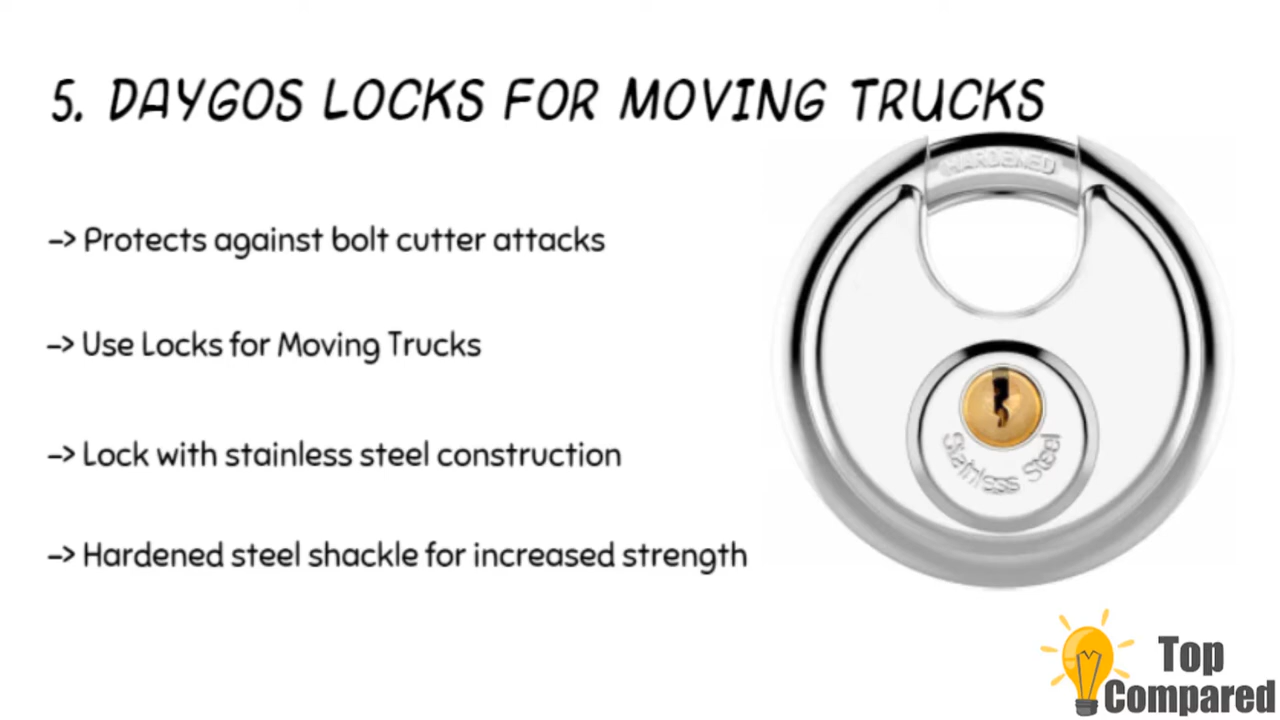 5. DAYGOS LOCKS FOR MOVING TRUCKS
HARDENED
-> Protects against bolt cutter attacks
-> Use Locks for Moving Trucks
-> Lock with stainless steel construction
Stainless Steel
-> Hardened steel shackle for increased strength
Top
Compared